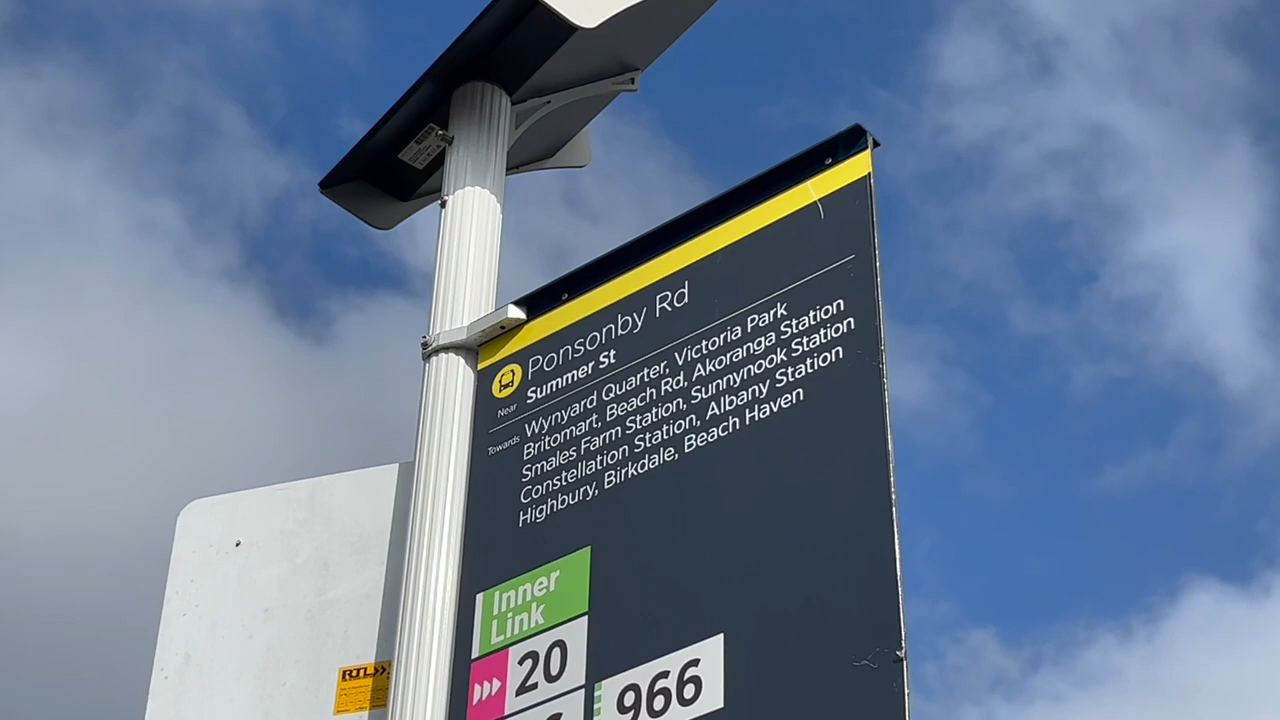 Ponsonby Rd
Near Summer St
Towards Wynyard Quarter, Victoria Park
Britomart, Beach Rd, Akoranga Station
Smales Farm Station, Sunnynook Station
Constellation Station, Albany Station
Highbury, Birkdale, Beach Haven
Inner
Link
20
966
RTL